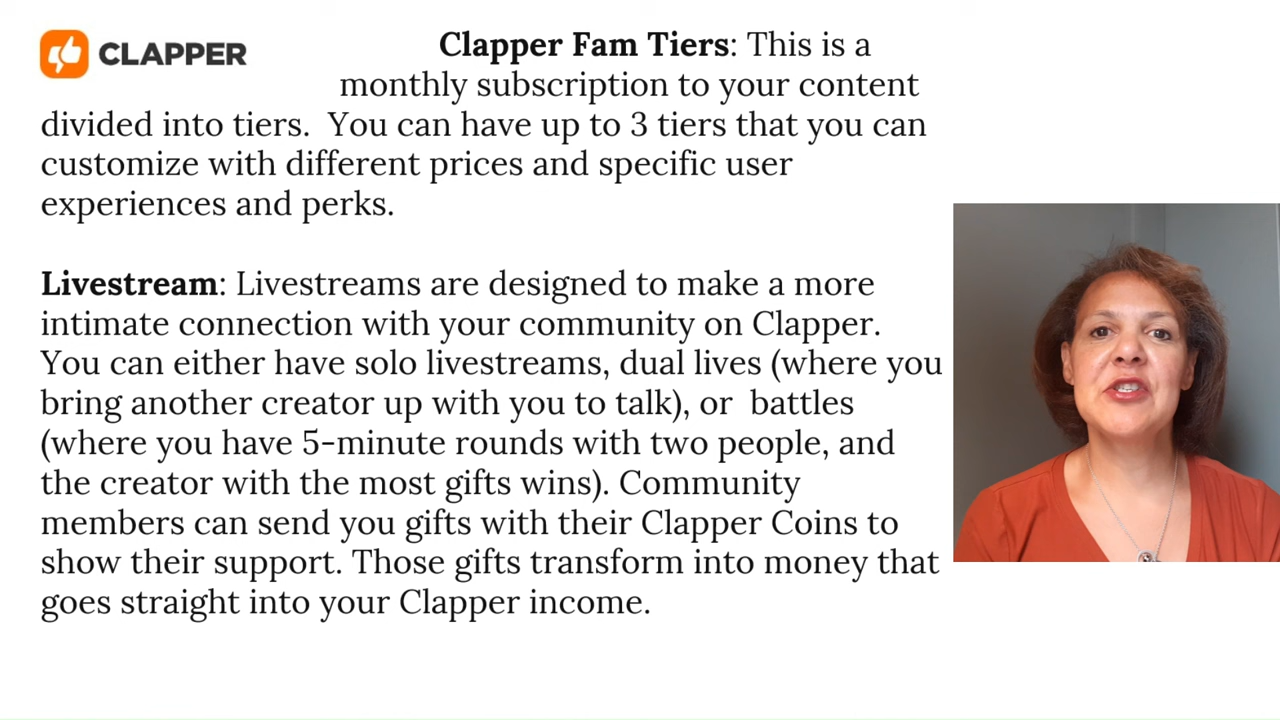 CLAPPER
Clapper Fam Tiers: This is a
monthly subscription to your content
divided into tiers.  You can have up to 3 tiers that you can
customize with different prices and specific user
experiences and perks.
Livestream: Livestreams are designed to make a more
intimate connection with your community on Clapper.
You can either have solo livestreams, dual lives (where you
bring another creator up with you to talk), or  battles
(where you have 5-minute rounds with two people, and
the creator with the most gifts wins). Community
members can send you gifts with their Clapper Coins to
show their support. Those gifts transform into money that
goes straight into your Clapper income.